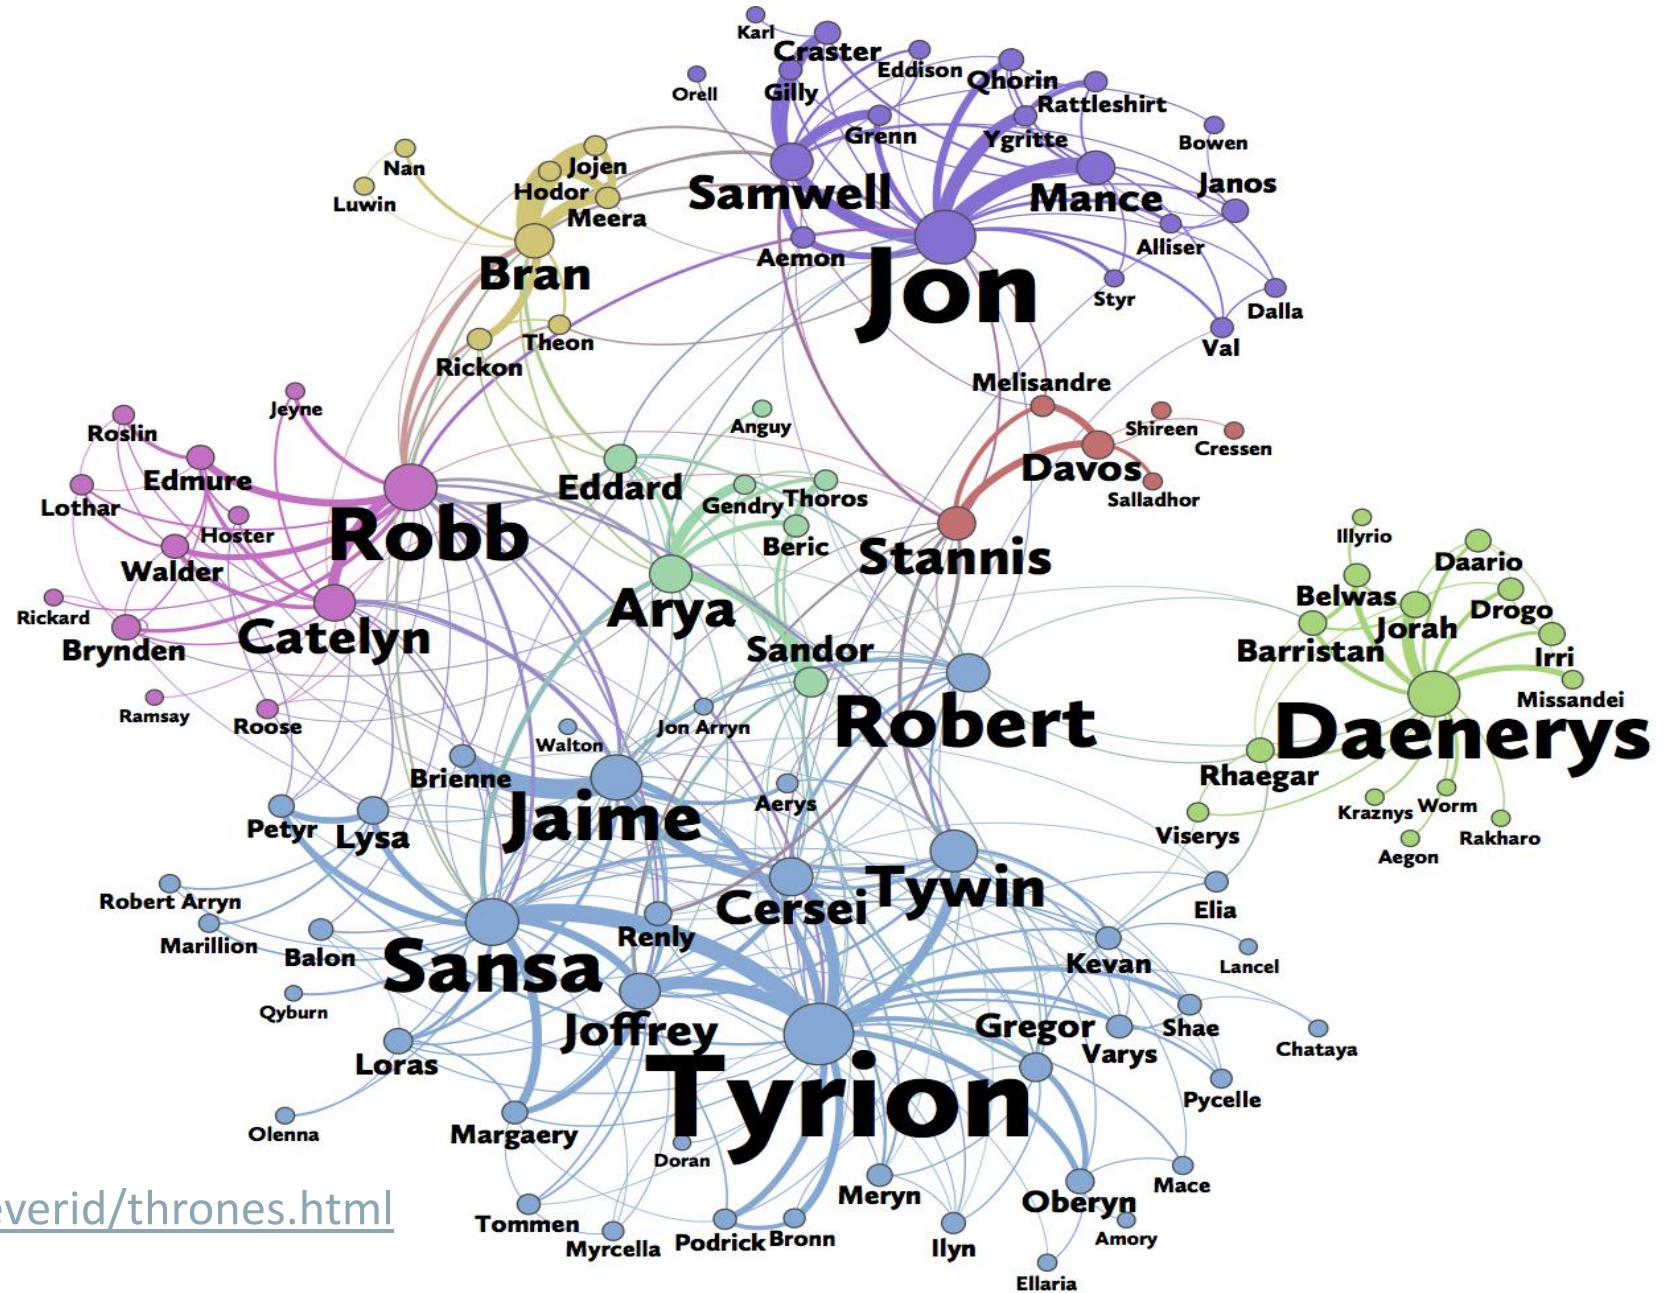 Karl
Craster
Eddison
Qhorin
Orell
Gilly
Rattleshirt
Grenn
Ygritte
Bowen
Nan
Jojen
Hodor
Luwin
Meera
Samwell
Mance
Janos
Alliser
Aemon
Bran
Jon
Styr
Dalla
Theon
Val
Rickon
Melisandre
Jeyne
Anguy
Shireen
Roslin
Cressen
Edmure
Eddard
Davos
Gendry
Thoros
Salladhor
Lothar
Hoster
Robb
Beric
Stannis
Illyrio
Daario
Walder
Belwas
Drogo
Rickard
Arya
Jorah
Brynden
Catelyn
Sandor
Barristan
Irri
Missandei
Ramsay
Roose
Jon Arryn
Robert
Daenerys
Walton
Brienne
Rhaegar
Jaime
Aerys
Kraznys
Worm
Petyr
Lysa
Viserys
Rakharo
Aegon
Robert Arryn
Cersei
Tywin
Elia
Marillion
Balon
Renly
Sansa
Kevan
Lancel
Qyburn
Joffrey
Gregor
Shae
Varys
Chataya
Loras
Tyrion
Pycelle
Olenna
Margaery
Doran
Mace
Meryn
Oberyn
everid/thrones.html
Tommen
Myrcella
Podrick
Bronn
Ilyn
Amory
Ellaria